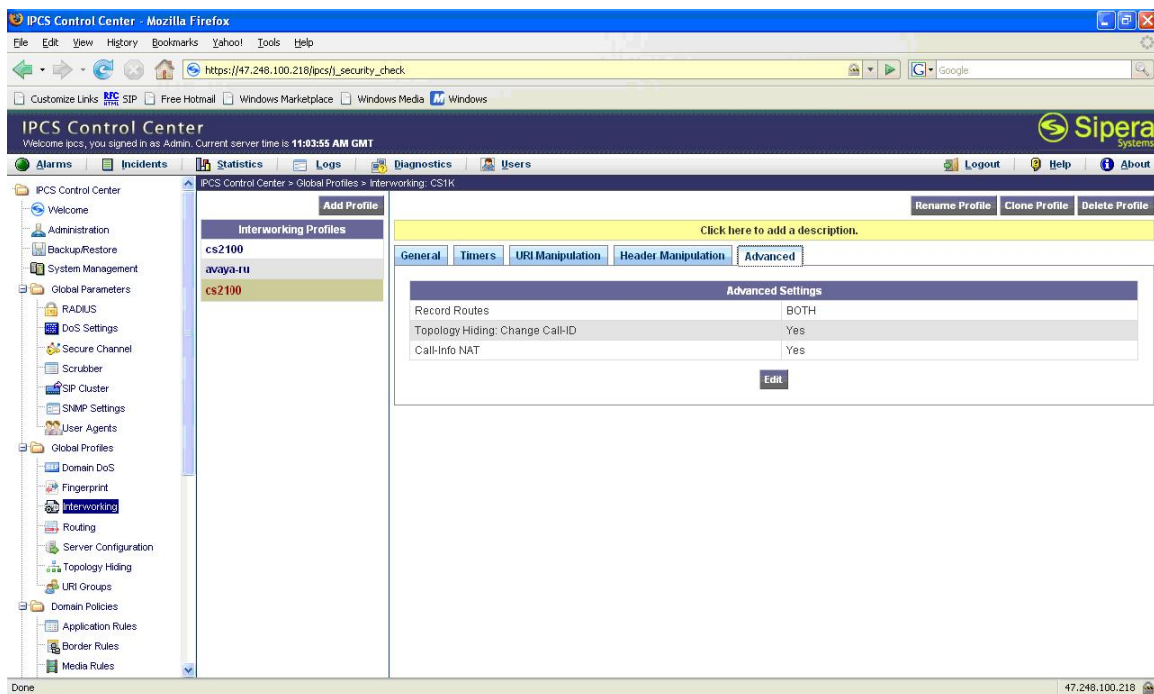 IPCS Control Center - Mozilla Firefox
File Edit View History Bookmarks Yahoo! Tools Help
https://47.248.100.218/ipcs/j_security_check
G Google
Customize Links RFC HTML SIP Free Hotmail Windows Marketplace Windows Media Windows
IPCS Control Center
Welcome ipcs, you signed in as Admin. Current server time is 11:03:55 AM GMT
Sipera
Systems
Alarms Incidents Statistics Logs Diagnostics Users Logout Help About
IPCS Control Center
Welcome
Administration
Backup/Restore
System Management
Global Parameters
RADIUS
DoS Settings
Secure Channel
Scrubber
SIP Cluster
SNMP Settings
User Agents
Global Profiles
Domain DoS
Fingerprint
Interworking
Routing
Server Configuration
Topology Hiding
URI Groups
Domain Policies
Application Rules
Border Rules
Media Rules
IPCS Control Center > Global Profiles > Interworking: CS1K
Add Profile
Interworking Profiles
cs2100
avaya-ru
cs2100
Rename Profile Clone Profile Delete Profile
Click here to add a description.
General Timers URI Manipulation Header Manipulation Advanced
Advanced Settings
Record Routes BOTH
Topology Hiding: Change Call-ID Yes
Call-Info NAT Yes
Edit
Done 47.248.100.218